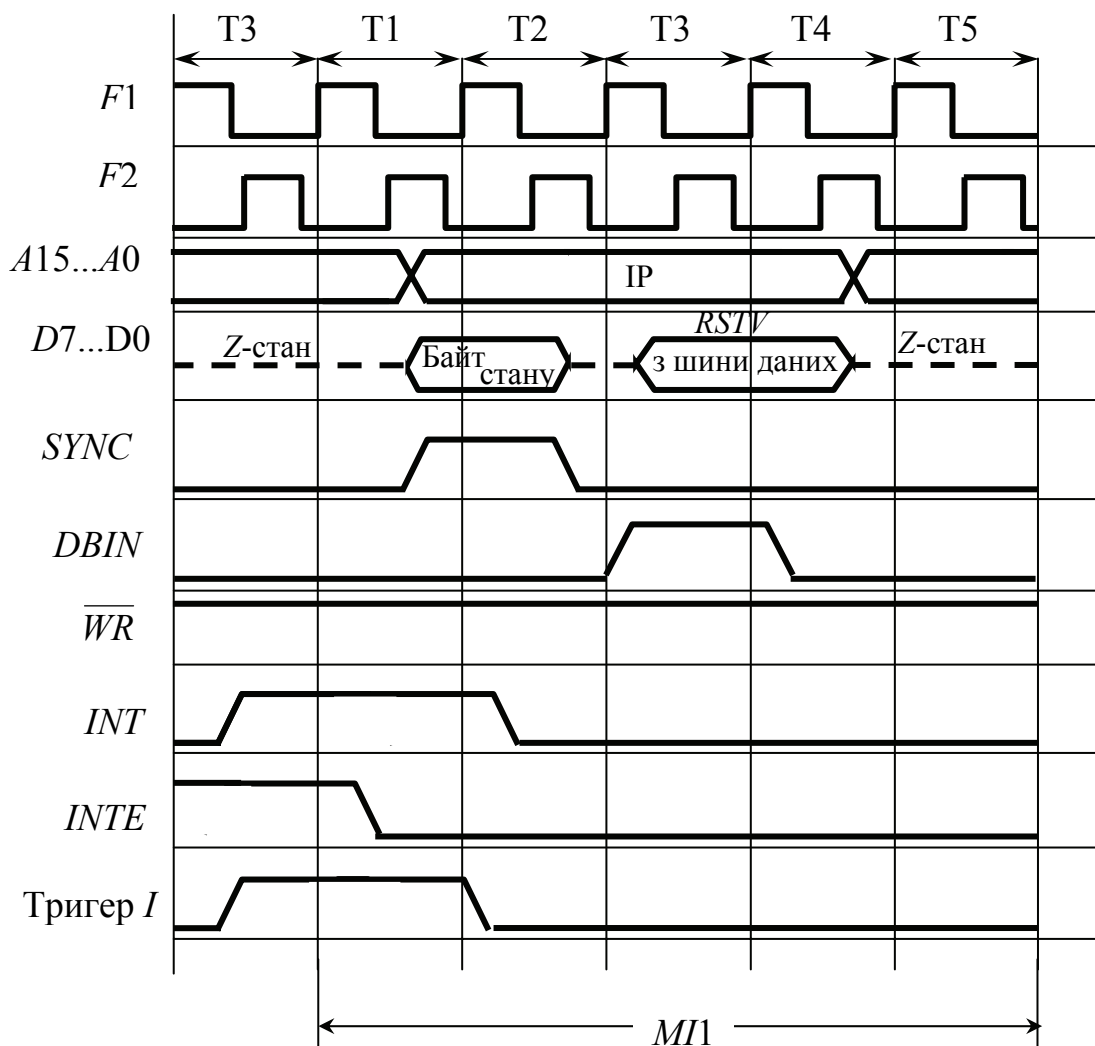 T3 T1 T2 T3 T4 T5
F1
F2
A15...A0
IP
D7...D0
Z-стан
Байт
стану
RSTV
з шини даних
Z-стан
SYNC
DBIN
WR
INT
INTE
Тригер I
MI1